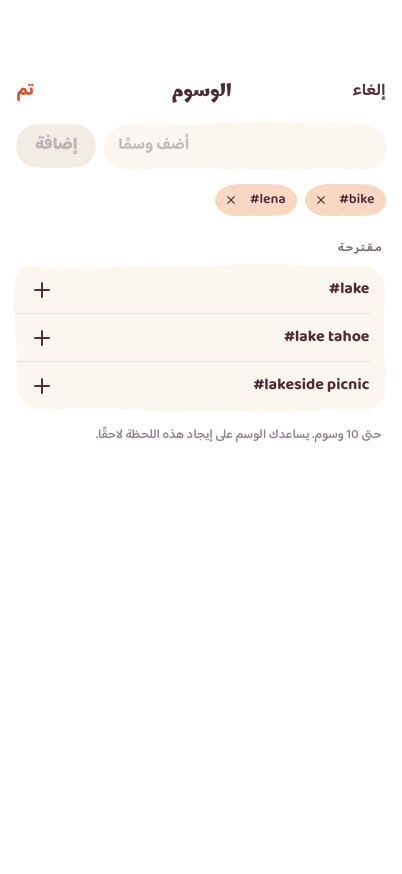 إلغاء
الوسوم
تم
أضف وسمًا
إضافة
#bike
#lena
مقترحة
#lake
#lake tahoe
#lakeside picnic
حتى 10 وسوم. يساعدك الوسم على إيجاد هذه اللحظة لاحقًا.